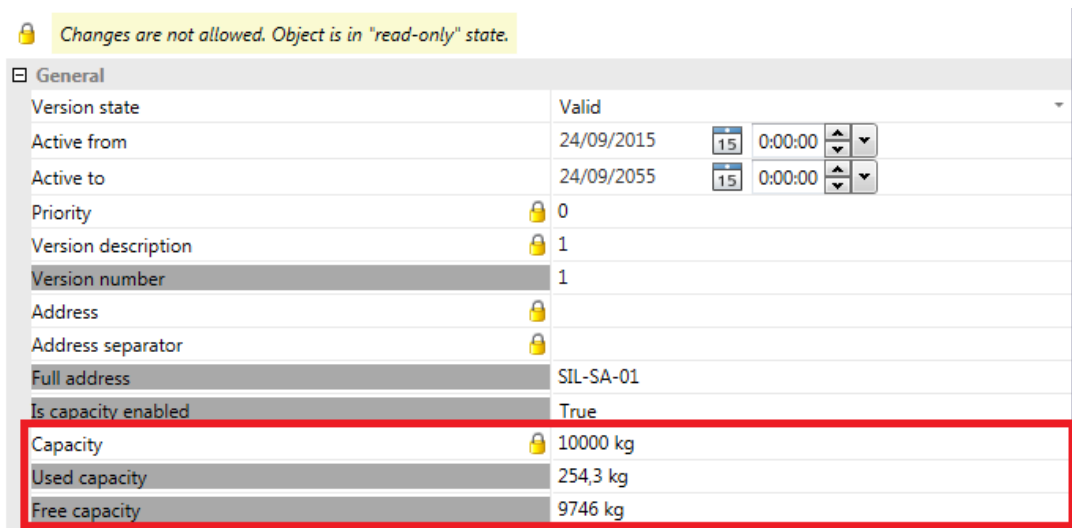 Changes are not allowed. Object is in "read-only" state.
General
Version state Valid
Active from 24/09/2015 15 0:00:00
Active to 24/09/2055 15 0:00:00
Priority 0
Version description 1
Version number 1
Address
Address separator
Full address SIL-SA-01
Is capacity enabled True
Capacity 10000 kg
Used capacity 254,3 kg
Free capacity 9746 kg